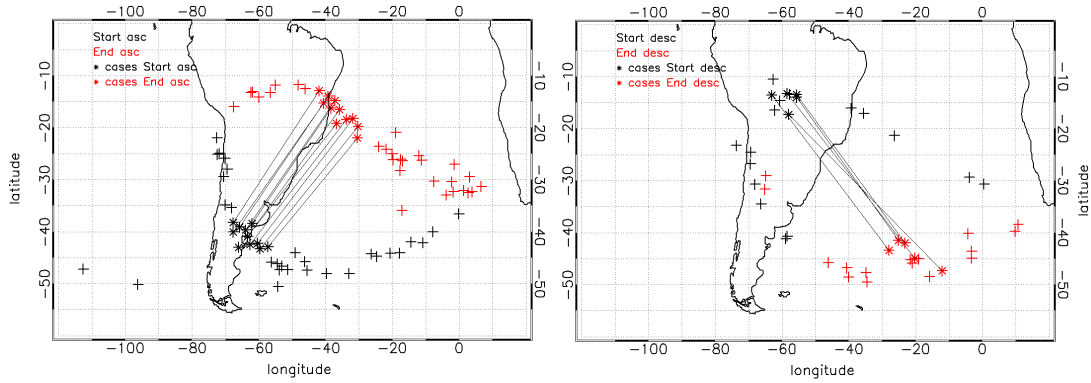 −100 −80 −60 −40 −20 0
Start asc
End asc
* cases Start asc
* cases End asc
−10 −20 −30 −40 −50
−10 −20 −30 −40 −50
latitude
−100 −80 −60 −40 −20 0
longitude
−100 −80 −60 −40 −20 0
Start desc
End desc
* cases Start desc
* cases End desc
−10 −20 −30 −40 −50
−10 −20 −30 −40 −50
latitude
−100 −80 −60 −40 −20 0
longitude